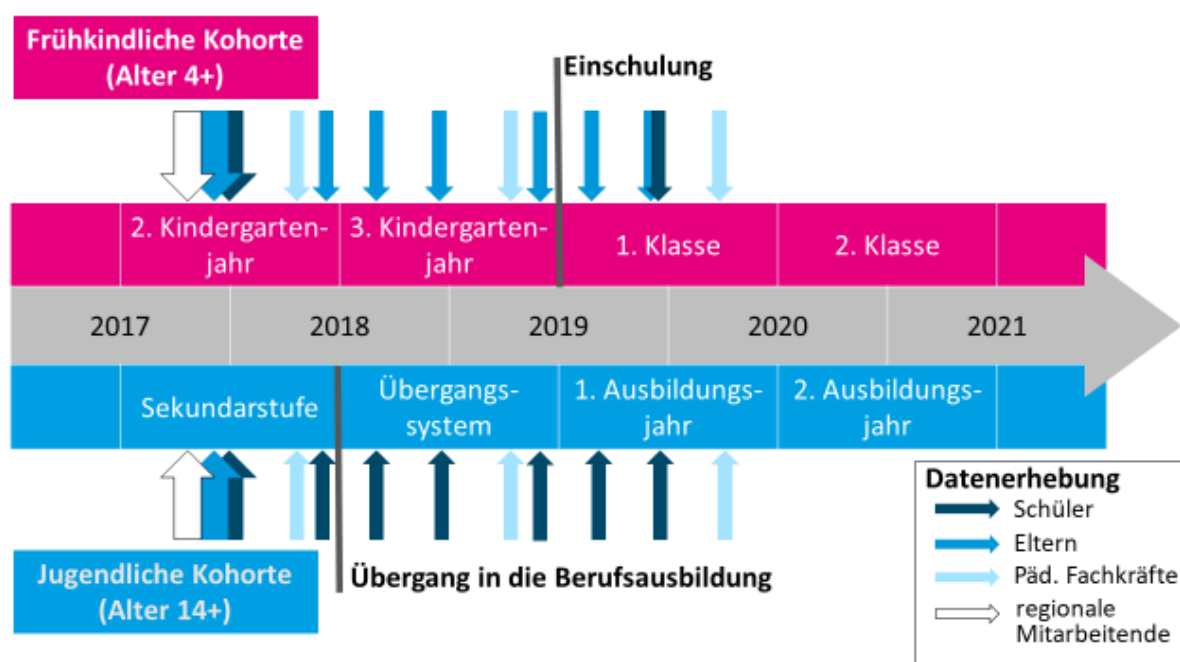 Frühkindliche Kohorte
(Alter 4+)
Einschulung
2. Kindergarten-
jahr
3. Kindergarten-
jahr
1. Klasse
2. Klasse
2017
2018
2019
2020
2021
Sekundarstufe
Übergangs-
system
1. Ausbildungs-
jahr
2. Ausbildungs-
jahr
Jugendliche Kohorte
(Alter 14+)
Übergang in die Berufsausbildung
Datenerhebung
Schüler
Eltern
Päd. Fachkräfte
regionale
Mitarbeitende